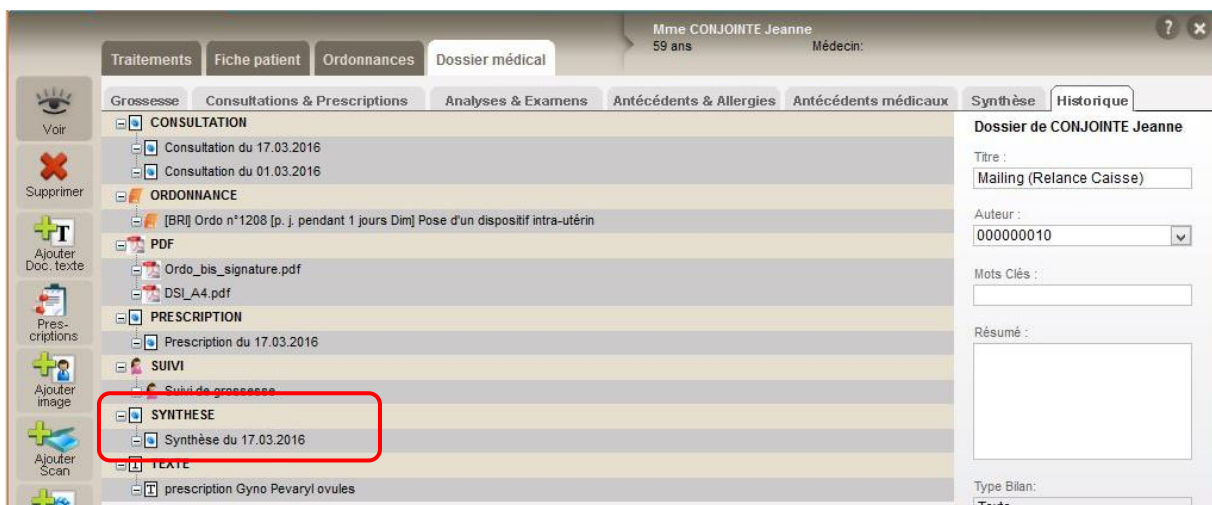 Mme CONJOINTE Jeanne
59 ans Médecin:
? x
Traitements Fiche patient Ordonnances Dossier médical
Grossesse Consultations & Prescriptions Analyses & Examens Antécédents & Allergies Antécédents médicaux Synthèse Historique
Voir
Supprimer
T
Ajouter
Doc. texte
Pres-
criptions
Ajouter
image
Ajouter
Scan
CONSULTATION
Consultation du 17.03.2016
Consultation du 01.03.2016
ORDONNANCE
[BRI] Ordo n°1208 [p. j. pendant 1 jours Dim] Pose d'un dispositif intra-utérin
PDF
Ordo_bis_signature.pdf
DSI_A4.pdf
PRESCRIPTION
Prescription du 17.03.2016
SUIVI
Suivi de grossesse
SYNTHESE
Synthèse du 17.03.2016
T TEXTE
T prescription Gyno Pevaryl ovules
Dossier de CONJOINTE Jeanne
Titre :
Mailing (Relance Caisse)
Auteur :
000000010
Mots Clés :
Résumé :
Type Bilan:
Texte